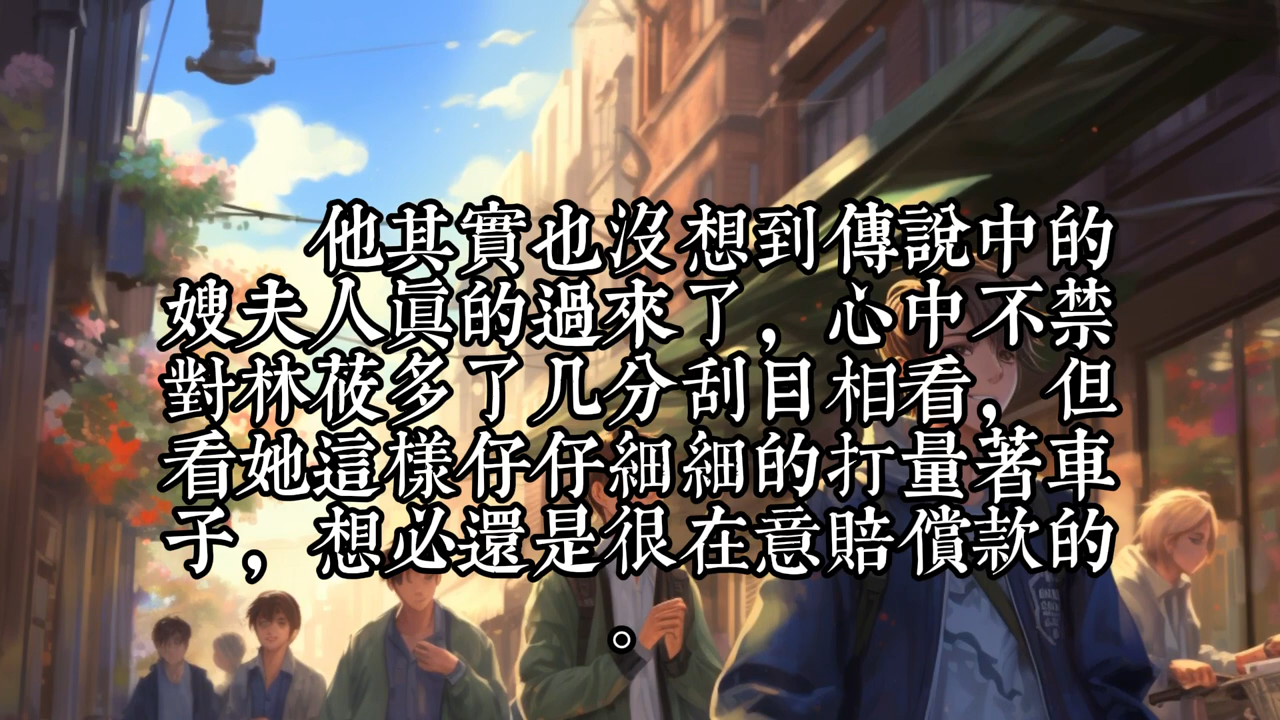 他其實也沒想到傳說中的
嫂夫人眞的過來了，心中不禁
對林莜多了几分刮目相看，但
看她這樣仔仔細細的打量著車
子，想必還是很在意賠償款的
。